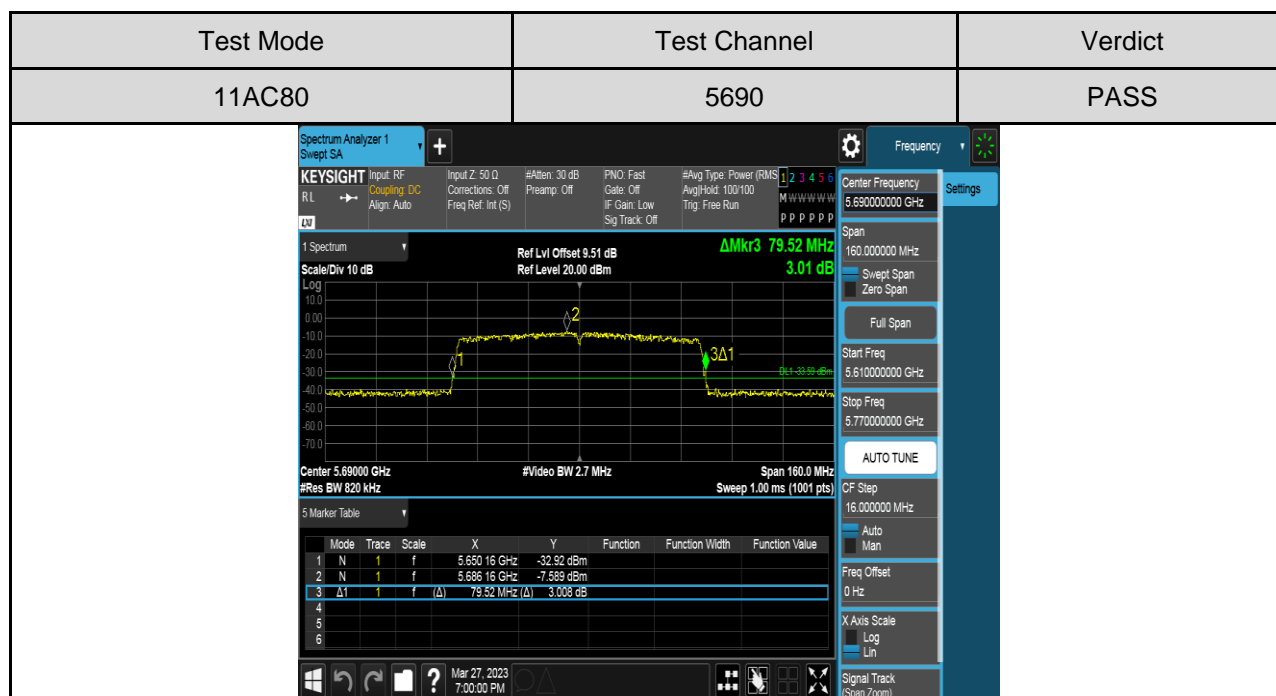 Test Mode Test Channel Verdict
11AC80 5690 PASS
Spectrum Analyzer 1
Swept SA
+
Frequency
KEYSIGHT Input: RF Input Z: 50 Ω #Atten: 30 dB PNO: Fast #Avg Type: Power (RMS 1 2 3 4 5 6
RL Coupling: DC Corrections: Off Preamp: Off Gate: Off Avg|Hold: 100/100 M W W W W W
Align: Auto Freq Ref: Int (S) IF Gain: Low Trig: Free Run
LXI Sig Track: Off P P P P P P
Center Frequency Settings
5.690000000 GHz
1 Spectrum
Ref Lvl Offset 9.51 dB ΔMkr3 79.52 MHz
Scale/Div 10 dB Ref Level 20.00 dBm 3.01 dB
Log
10.0
0.00
-10.0
-20.0
-30.0
-40.0
-50.0
-60.0
-70.0
1
2
3Δ1
DL1 -33.59 dBm
Center 5.69000 GHz #Video BW 2.7 MHz Span 160.0 MHz
#Res BW 820 kHz Sweep 1.00 ms (1001 pts)
Span
160.000000 MHz
Swept Span
Zero Span
Full Span
Start Freq
5.610000000 GHz
Stop Freq
5.770000000 GHz
AUTO TUNE
CF Step
16.000000 MHz
Auto
Man
Freq Offset
0 Hz
X Axis Scale
Log
Lin
Signal Track
(Span Zoom)
5 Marker Table
Mode Trace Scale X Y Function Function Width Function Value
1 N 1 f 5.650 16 GHz -32.92 dBm
2 N 1 f 5.686 16 GHz -7.589 dBm
3 Δ1 1 f (Δ) 79.52 MHz (Δ) 3.008 dB
4
5
6
? Mar 27, 2023
7:00:00 PM